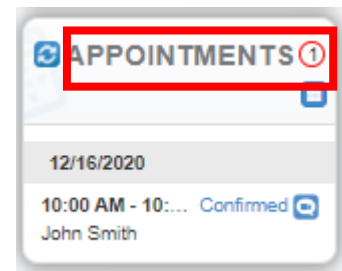 APPOINTMENTS 1
12/16/2020
10:00 AM - 10:... Confirmed
John Smith